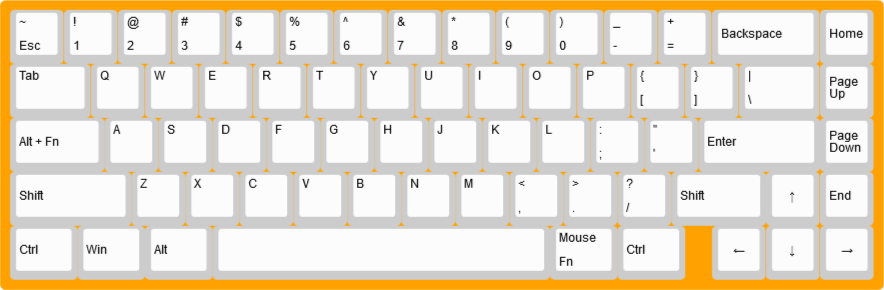 ~ ! @ # $ % ^ & * ( ) _ +
Esc 1 2 3 4 5 6 7 8 9 0 - = Backspace Home
Tab Q W E R T Y U I O P { } | Page
[ ] \ Up
Alt + Fn A S D F G H J K L : " Enter Page
; ' Down
Shift Z X C V B N M < > ? Shift ↑ End
, . /
Ctrl Win Alt Mouse Ctrl ← ↓ →
Fn